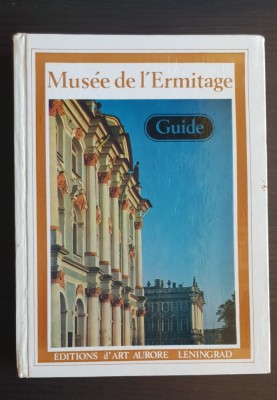 Musée de l'Ermitage
Guide
EDITIONS d'ART AURORE LENINGRAD